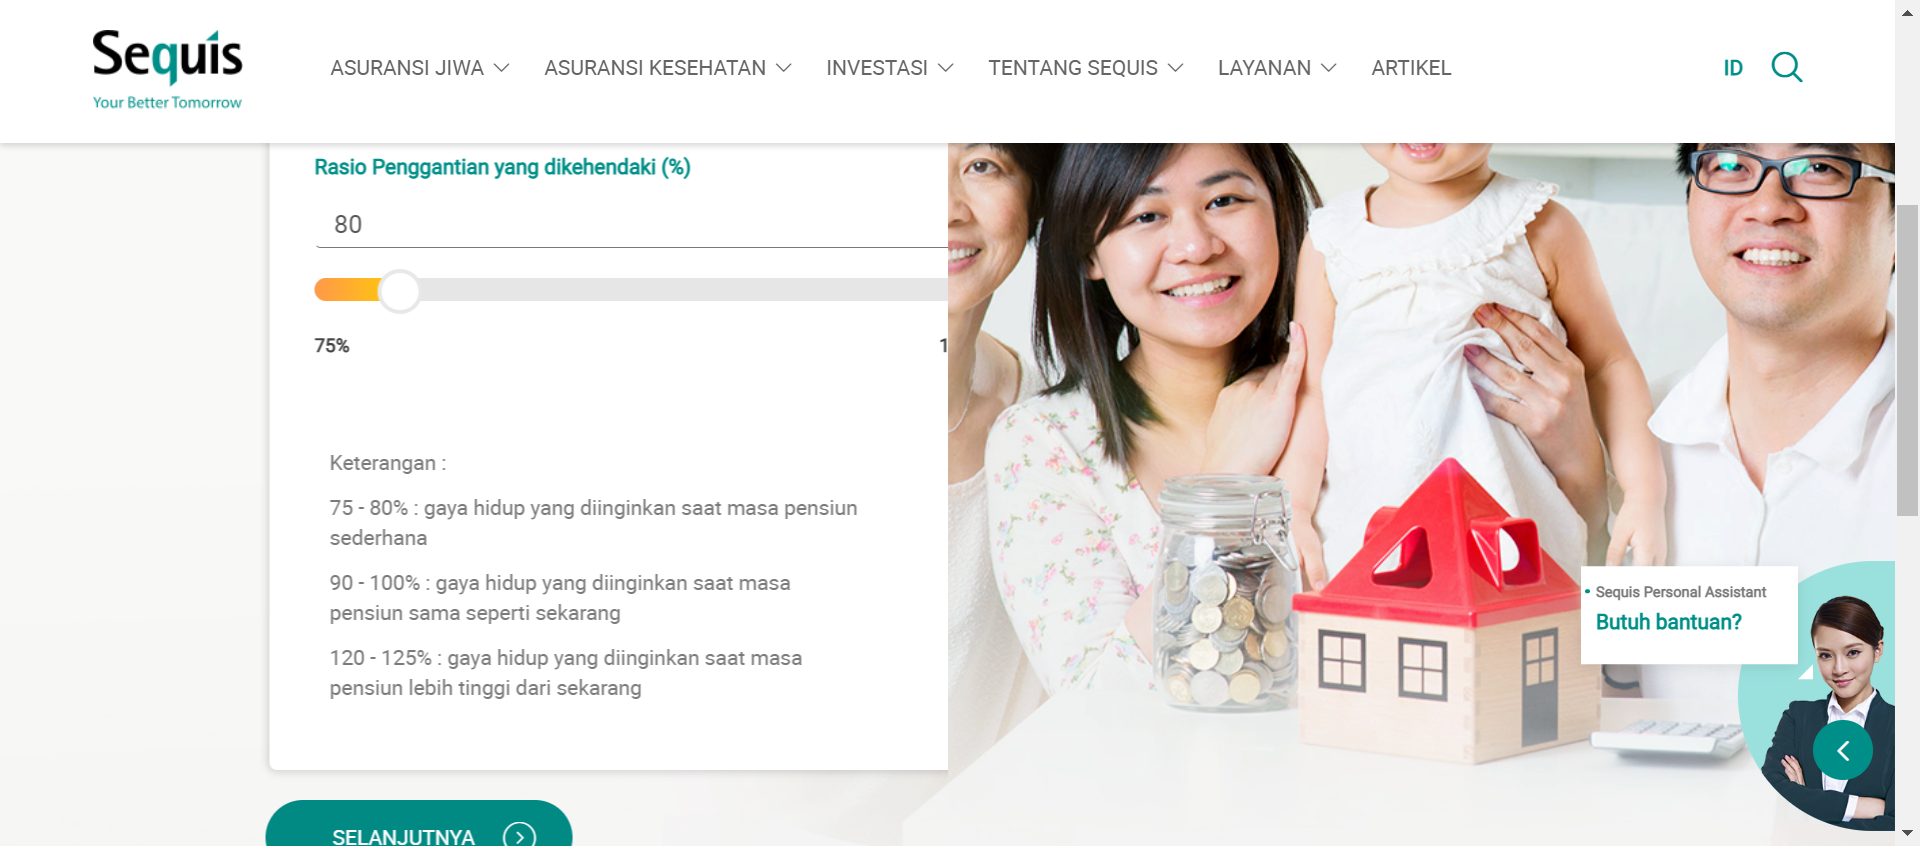 Sequis
Your Better Tomorrow
ASURANSI JIWA
ASURANSI KESEHATAN
INVESTASI
TENTANG SEQUIS
LAYANAN
ARTIKEL
ID
Rasio Penggantian yang dikehendaki (%)
80
75%
1
Keterangan :
75 - 80% : gaya hidup yang diinginkan saat masa pensiun
sederhana
90 - 100% : gaya hidup yang diinginkan saat masa
pensiun sama seperti sekarang
120 - 125% : gaya hidup yang diinginkan saat masa
pensiun lebih tinggi dari sekarang
SELANJUTNYA
Sequis Personal Assistant
Butuh bantuan?